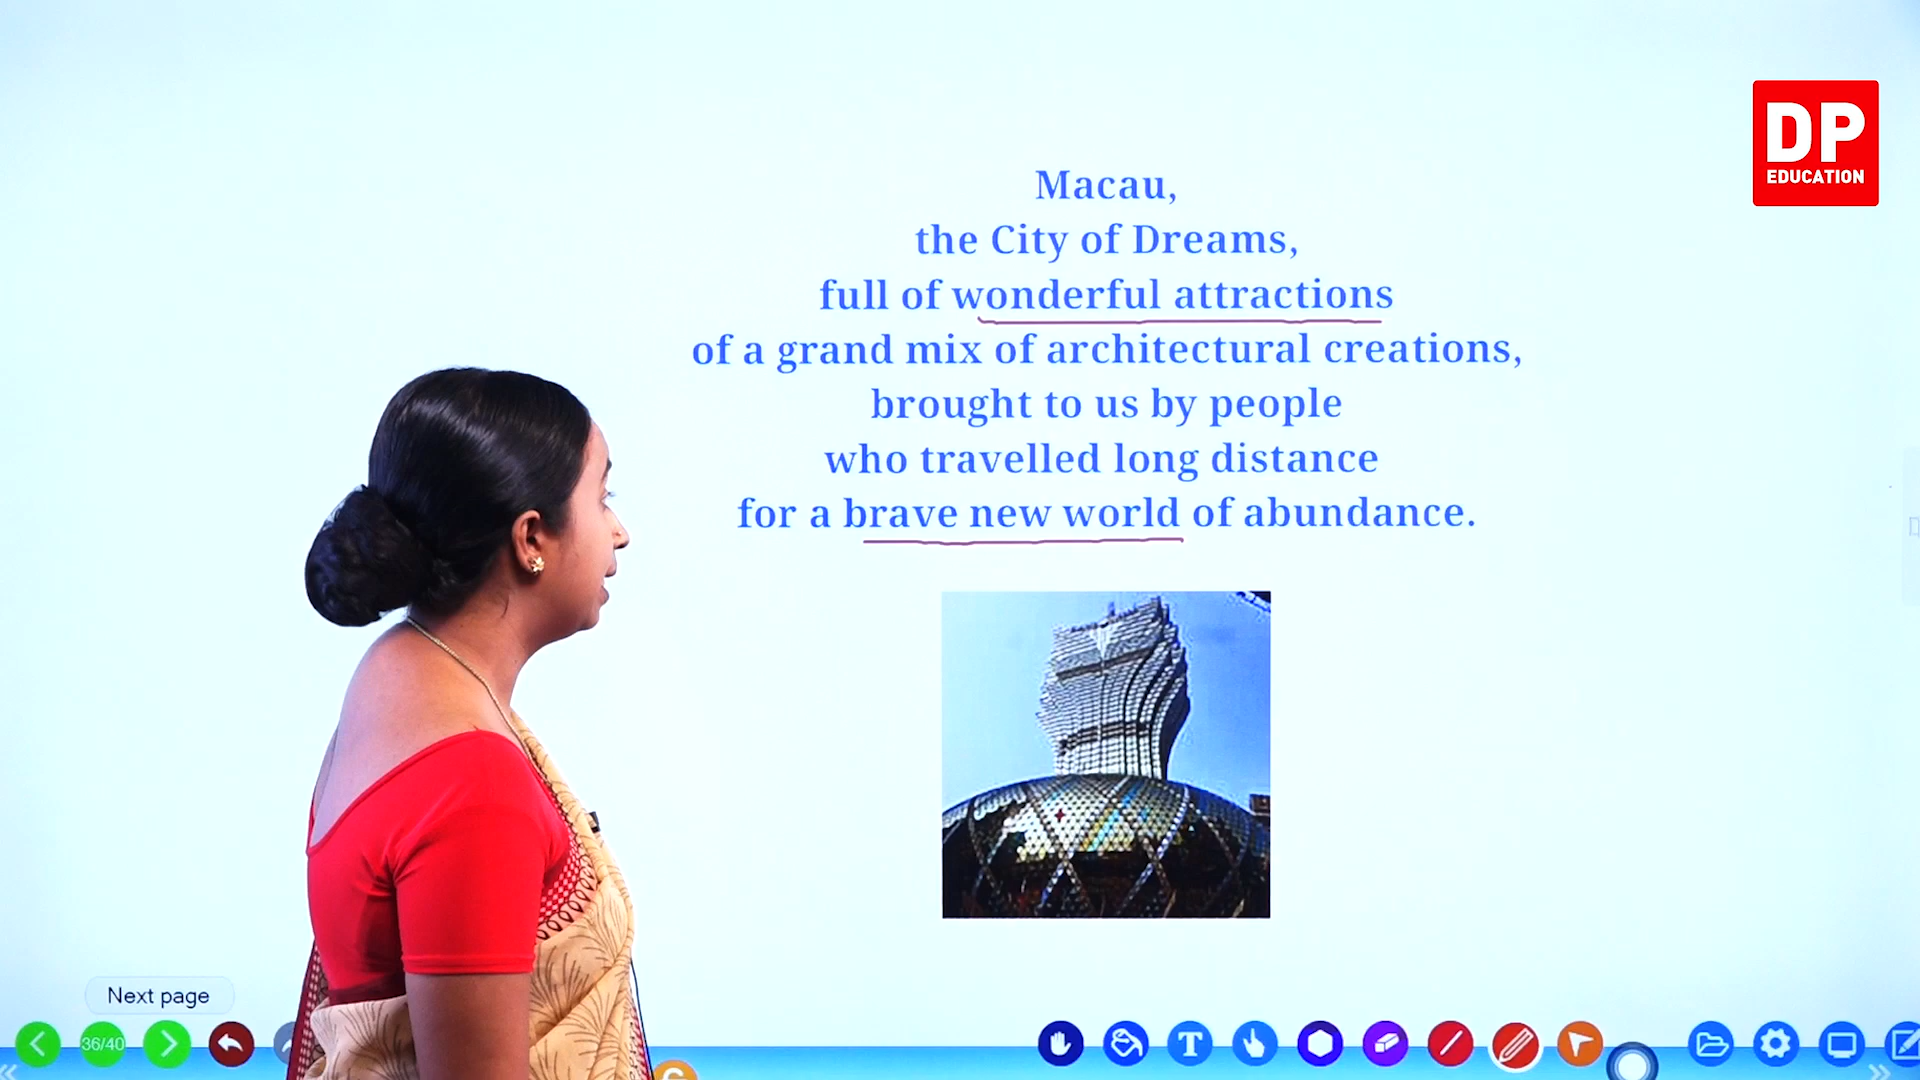 DP
EDUCATION
Macau,
the City of Dreams,
full of wonderful attractions
of a grand mix of architectural creations,
brought to us by people
who travelled long distance
for a brave new world of abundance.
Next page
36/40
T